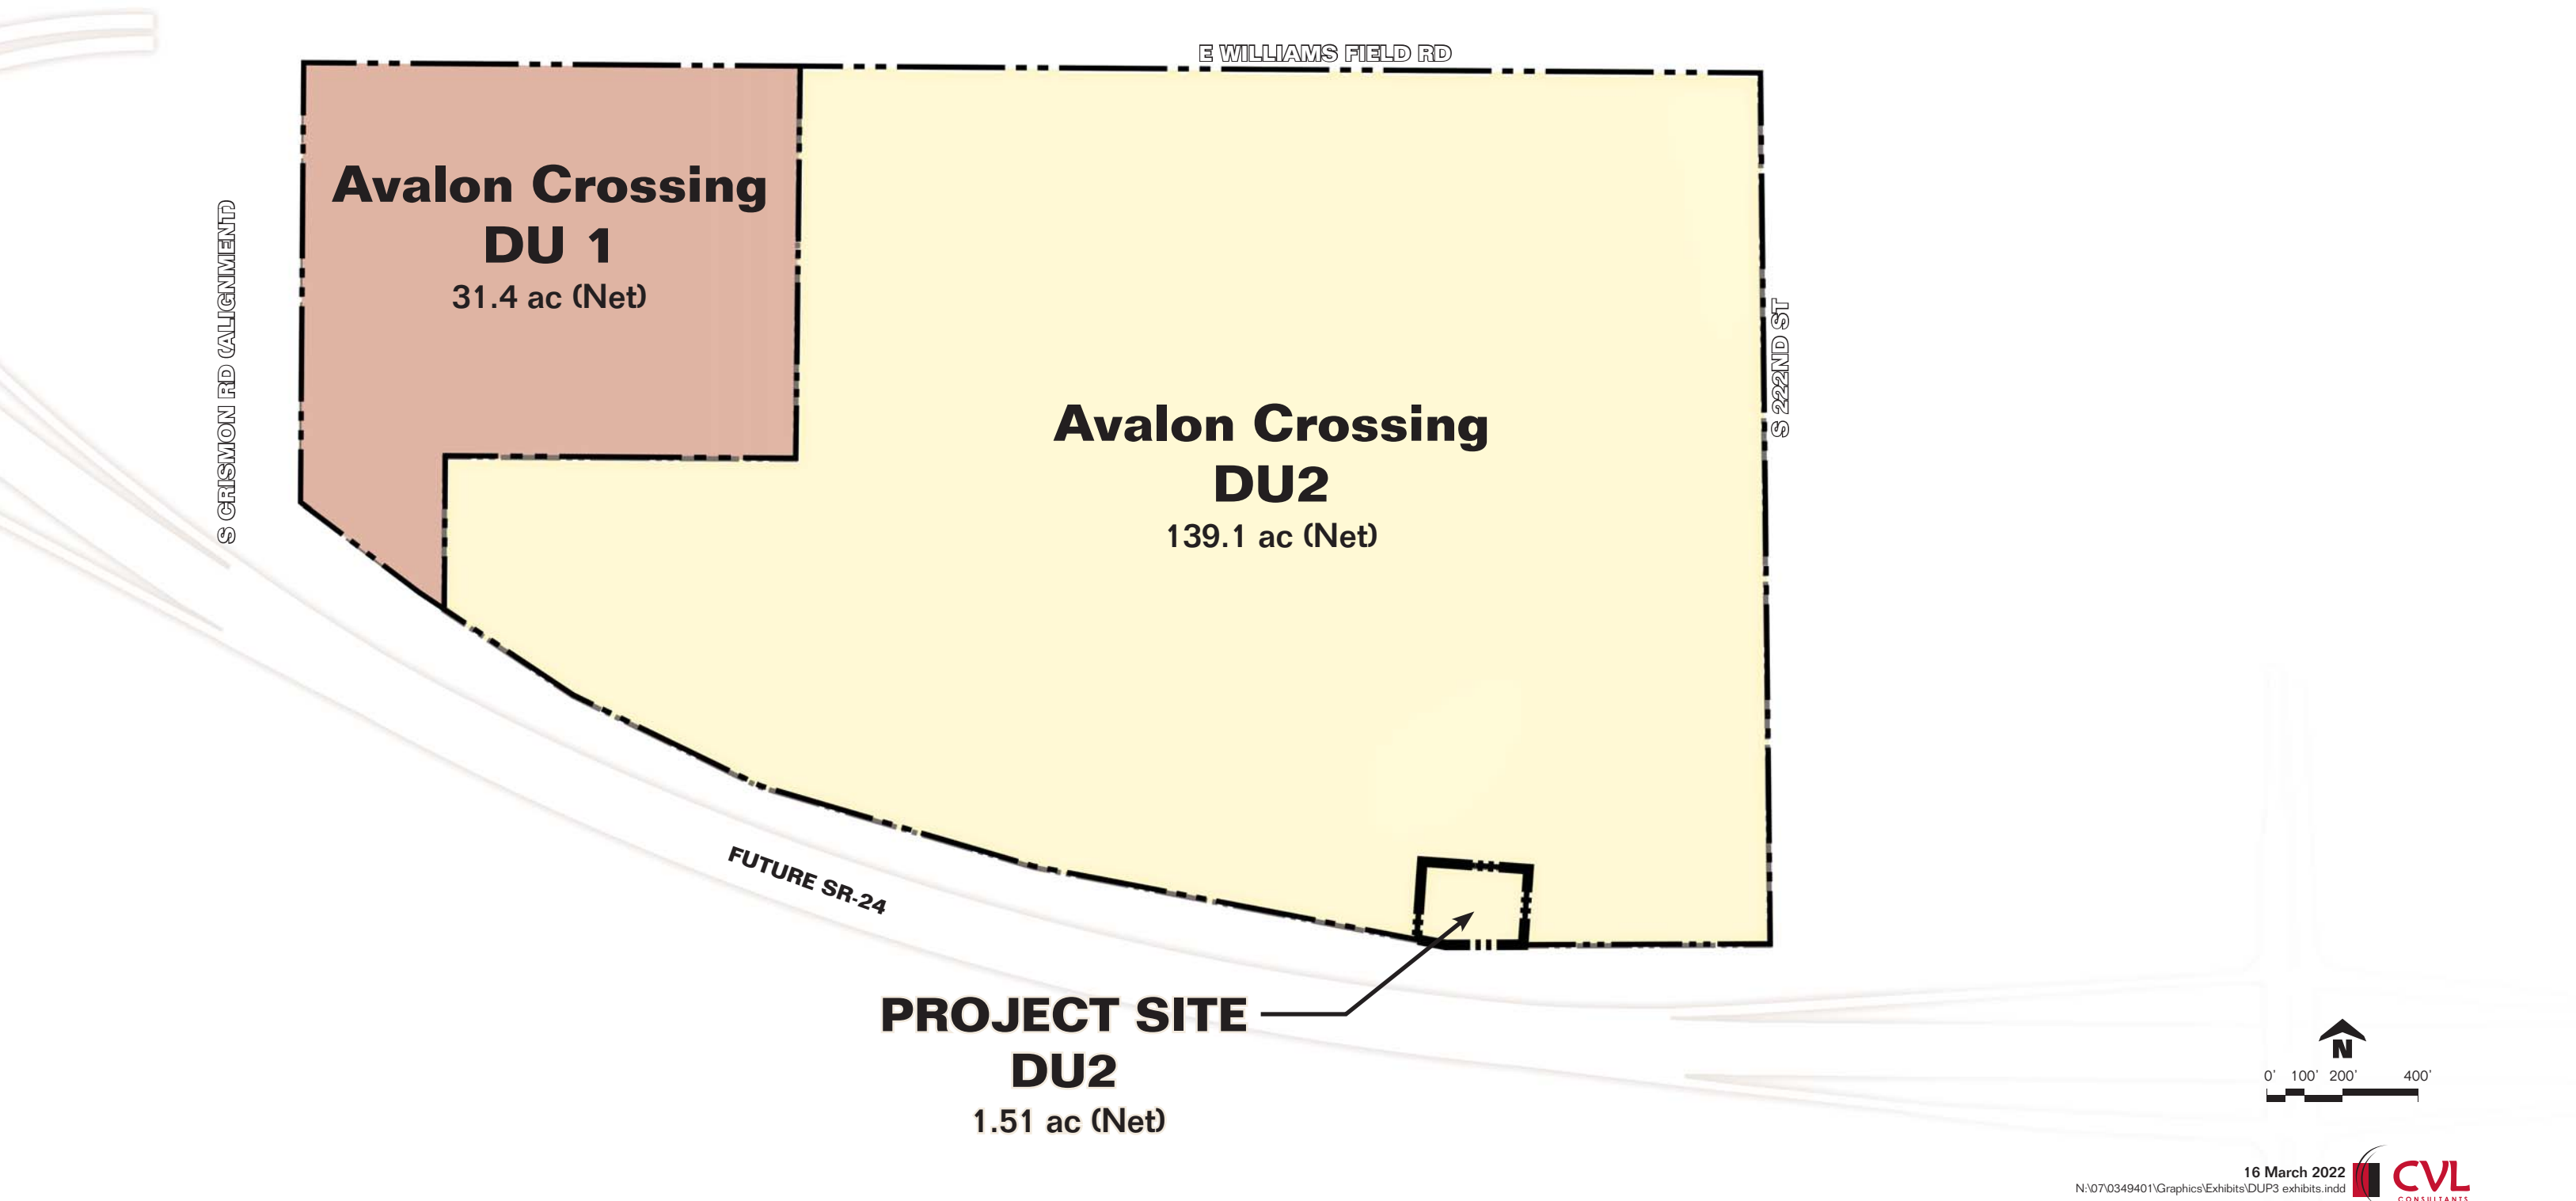 E WILLIAMS FIELD RD
Avalon Crossing
DU 1
31.4 ac (Net)
S CRISMON RD (ALIGNMENT)
S 222ND ST
Avalon Crossing
DU2
139.1 ac (Net)
FUTURE SR-24
PROJECT SITE
DU2
1.51 ac (Net)
N
0' 100' 200' 400'
16 March 2022
N:\07\0349401\Graphics\Exhibits\DUP3 exhibits.indd
CVL
CONSULTANTS